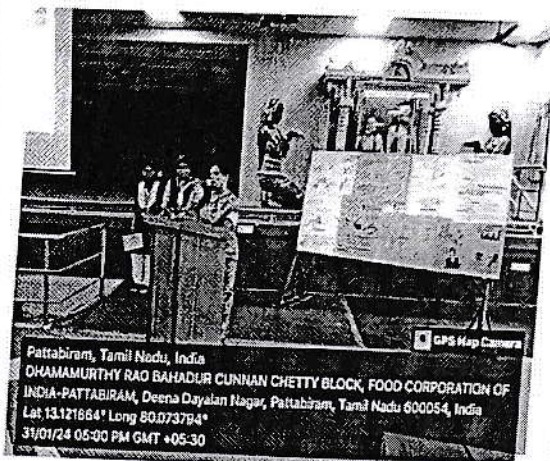 GPS Map Camera
Pattabiram, Tamil Nadu, India
DHAMAMURTHY RAO BAHADUR CUNNAN CHETTY BLOCK, FOOD CORPORATION OF
INDIA-PATTABIRAM, Deena Dayalan Nagar, Pattabiram, Tamil Nadu 600054, India
Lat 13.121664° Long 80.073794°
31/01/24 05:00 PM GMT +05:30